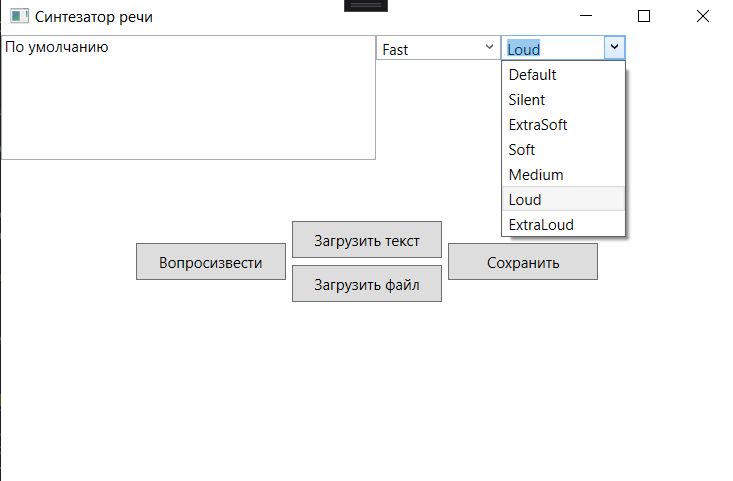 Синтезатор речи
По умолчанию
Fast
Loud
Default
Silent
ExtraSoft
Soft
Medium
Loud
ExtraLoud
Вопросизвести
Загрузить текст
Загрузить файл
Сохранить